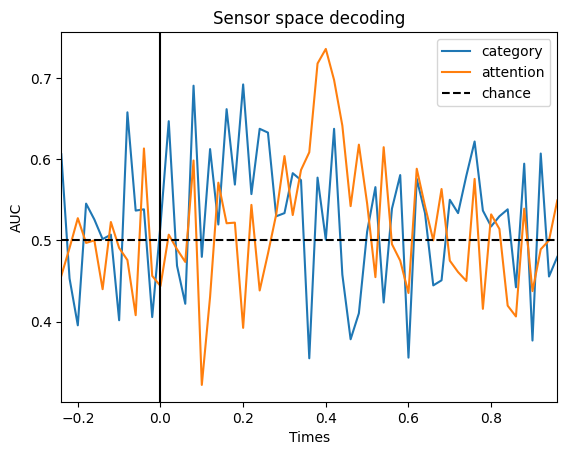 Sensor space decoding
category
attention
chance
AUC
0.7
0.6
0.5
0.4
−0.2
0.0
0.2
0.4
0.6
0.8
Times